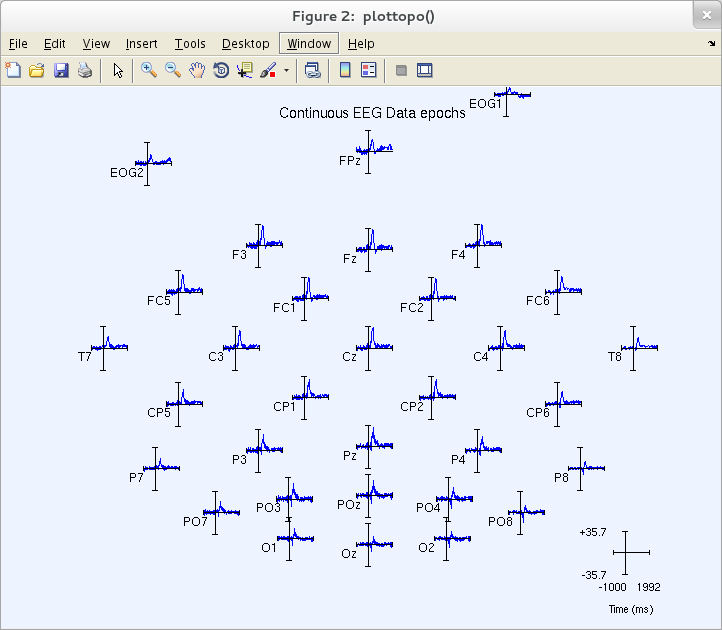 Figure 2: plottopo()
File Edit View Insert Tools Desktop Window Help
Continuous EEG Data epochs
EOG1
EOG2
FPz
F3
Fz
F4
FC5
FC1
FC2
FC6
T7
C3
Cz
C4
T8
CP5
CP1
CP2
CP6
P7
P3
Pz
P4
P8
PO7
PO3
POz
PO4
PO8
O1
Oz
O2
+35.7
-35.7
-1000 1992
Time (ms)